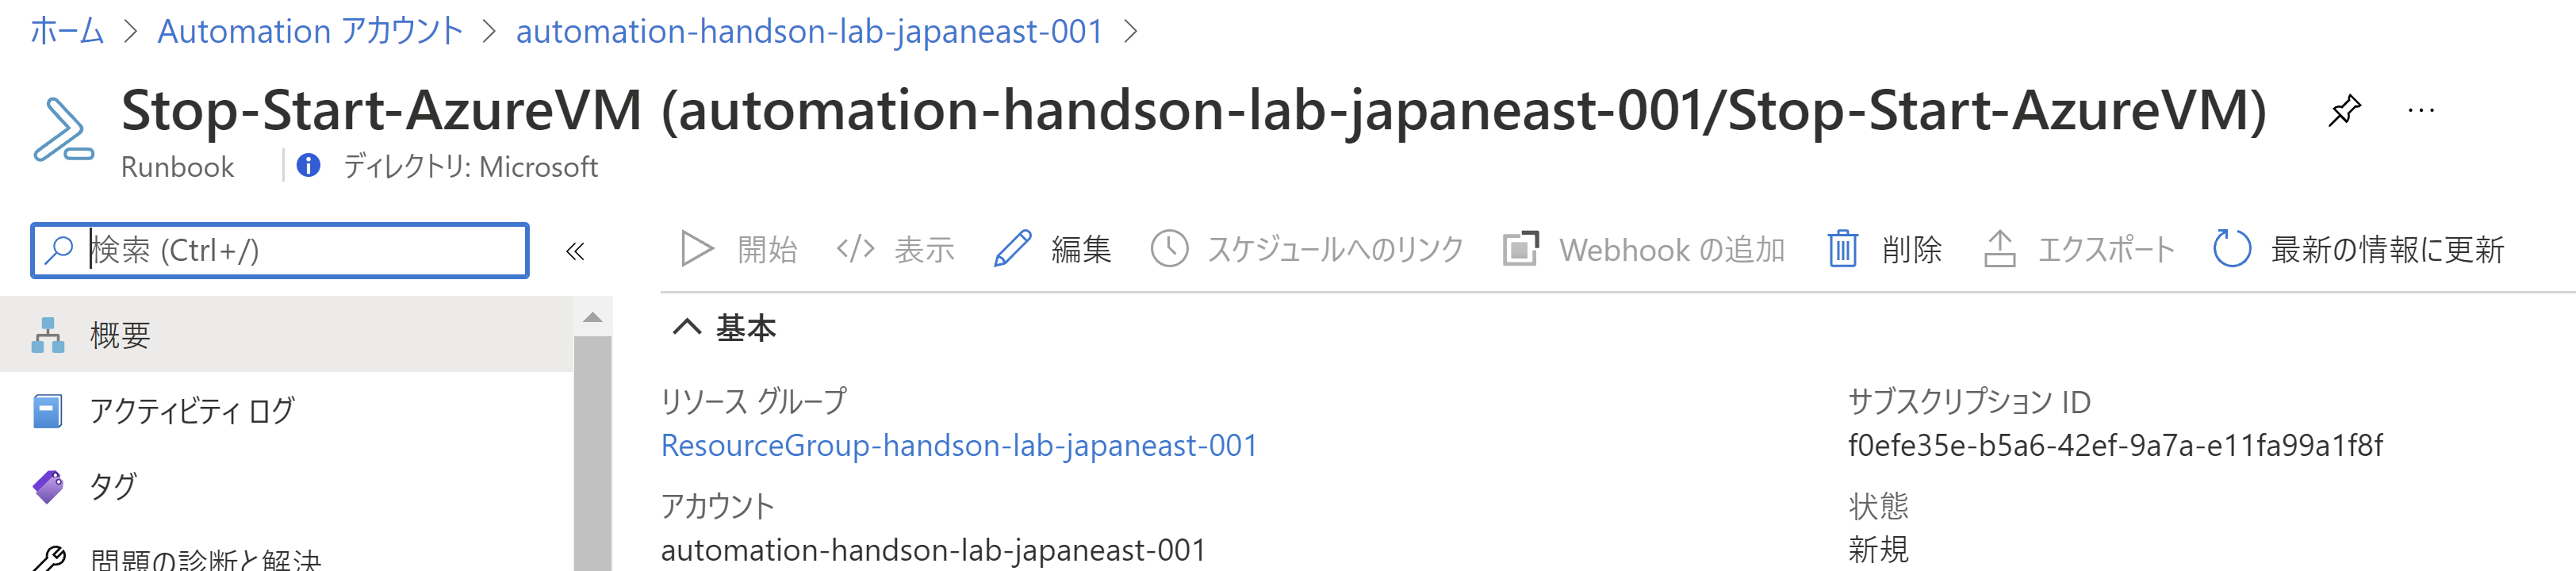 ホーム > Automation アカウント > automation-handson-lab-japaneast-001 >
Stop-Start-AzureVM (automation-handson-lab-japaneast-001/Stop-Start-AzureVM) ...
Runbook | ディレクトリ: Microsoft
検索 (Ctrl+/)
«
開始 表示 編集 スケジュールへのリンク Webhook の追加 削除 エクスポート 最新の情報に更新
概要
アクティビティ ログ
タグ
問題の診断と解決
基本
リソース グループ
ResourceGroup-handson-lab-japaneast-001
アカウント
automation-handson-lab-japaneast-001
サブスクリプション ID
f0efe35e-b5a6-42ef-9a7a-e11fa99a1f8f
状態
新規